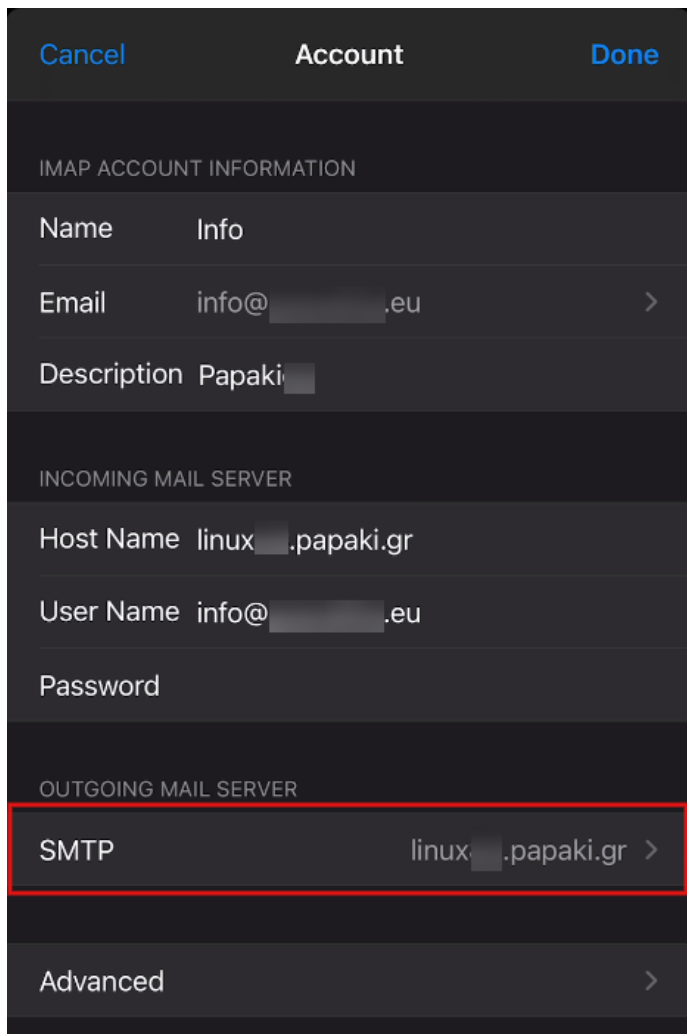 Cancel Account Done
IMAP ACCOUNT INFORMATION
Name Info
Email info@ .eu
Description Papaki
INCOMING MAIL SERVER
Host Name linux .papaki.gr
User Name info@ .eu
Password
OUTGOING MAIL SERVER
SMTP linux .papaki.gr
Advanced